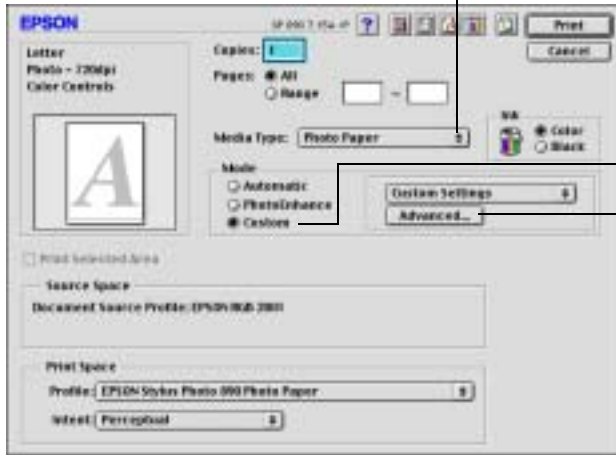 EPSON
Print
Letter
Photo - 720dpi
Color Controls
Copies: 1
Cancel
Pages: All
Range -
Media Type: Photo Paper
Ink
Color
Black
Mode
Automatic
PhotoEnhance
Custom
Custom Settings
Advanced...
A
Print Selected Area
Source Space
Document Source Profile: EPSON RGB 2001
Print Space
Profile: EPSON Stylus Photo 890 Photo Paper
Intent: Perceptual